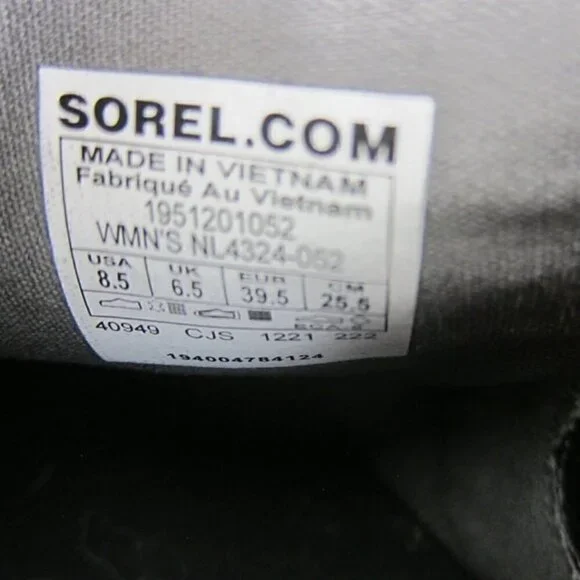 SOREL.COM
MADE IN VIETNAM
Fabriqué Au Vietnam
1951201052
WMN'S NL4324-052
USA UK EUR CM
8.5 6.5 39.5 25.5
40949 CJS 1221 222
194004784124